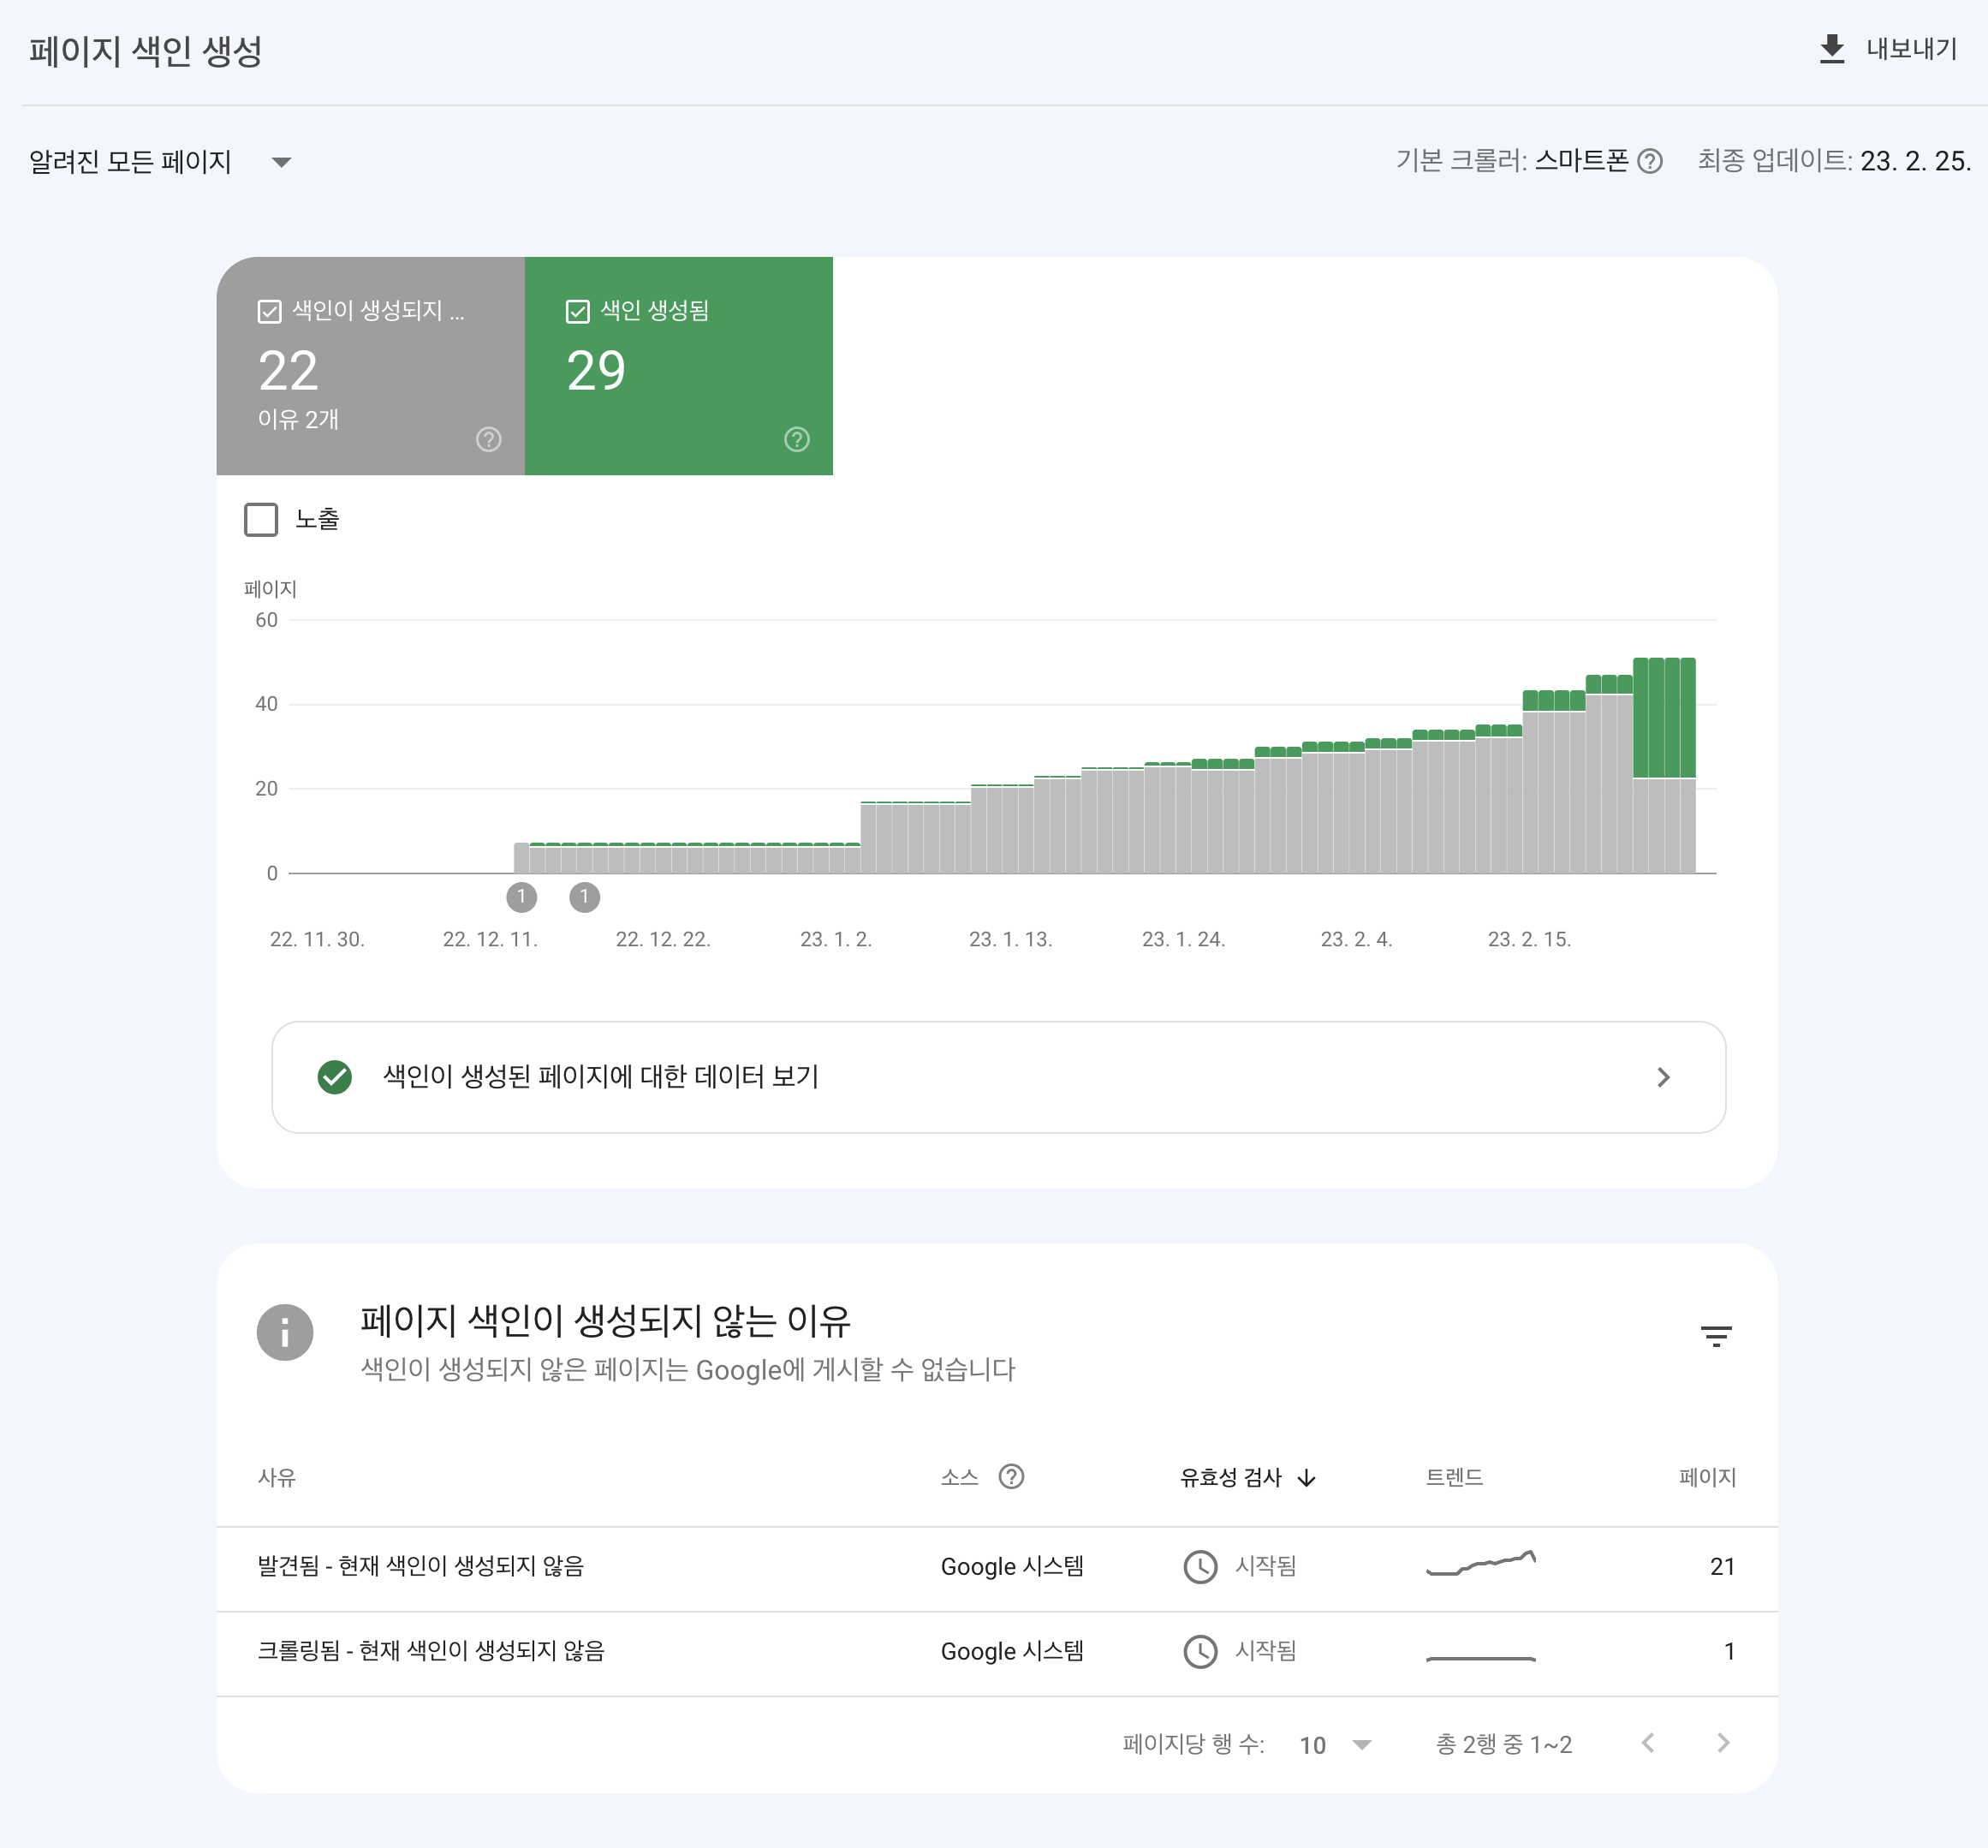 페이지 색인 생성
내보내기
알려진 모든 페이지
기본 크롤러: 스마트폰
최종 업데이트: 23. 2. 25.
색인이 생성되지 ...
22
이유 2개
색인 생성됨
29
노출
페이지
60
40
20
0
1 1
22. 11. 30. 22. 12. 11. 22. 12. 22. 23. 1. 2. 23. 1. 13. 23. 1. 24. 23. 2. 4. 23. 2. 15.
색인이 생성된 페이지에 대한 데이터 보기
페이지 색인이 생성되지 않는 이유
색인이 생성되지 않은 페이지는 Google에 게시할 수 없습니다
사유 소스 유효성 검사 트렌드 페이지
발견됨 - 현재 색인이 생성되지 않음 Google 시스템 시작됨 21
크롤링됨 - 현재 색인이 생성되지 않음 Google 시스템 시작됨 1
페이지당 행 수: 10 총 2행 중 1~2